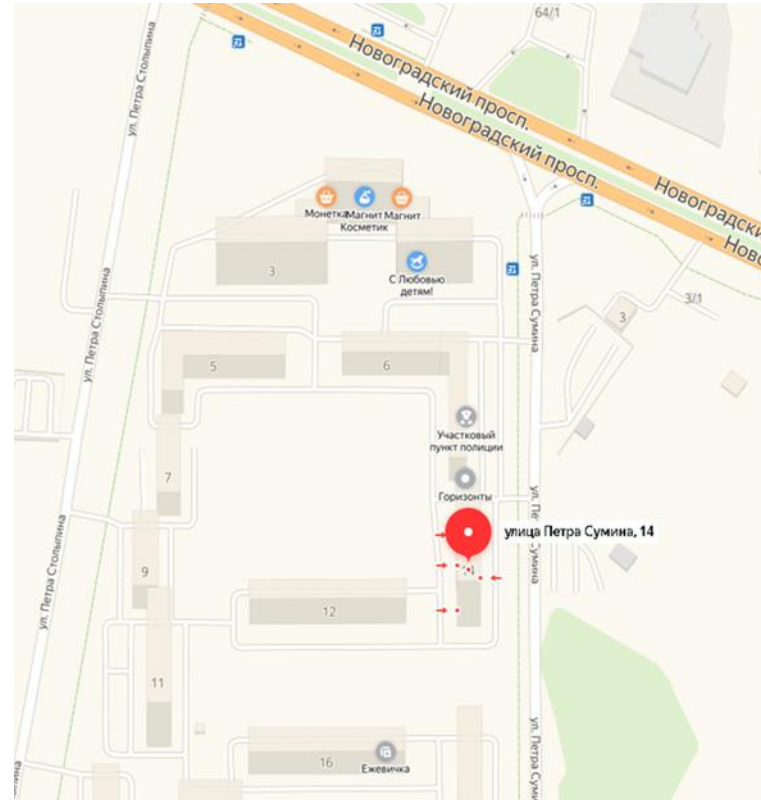 64/1
Новоградский просп.
Новоградский просп.
Новоградский
Ново
ул. Петра Столыпина
Монетка
Магнит
Косметик
Магнит
3
С Любовью
детям!
ул. Петра Сумина
3/1
3
ул. Петра Столыпина
5
6
Участковый
пункт полиции
7
Горизонты
ул. Петра Сумина
улица Петра Сумина, 14
ул. Петра Столыпина
9
12
11
16
Ежевичка
ул. Петра Суми